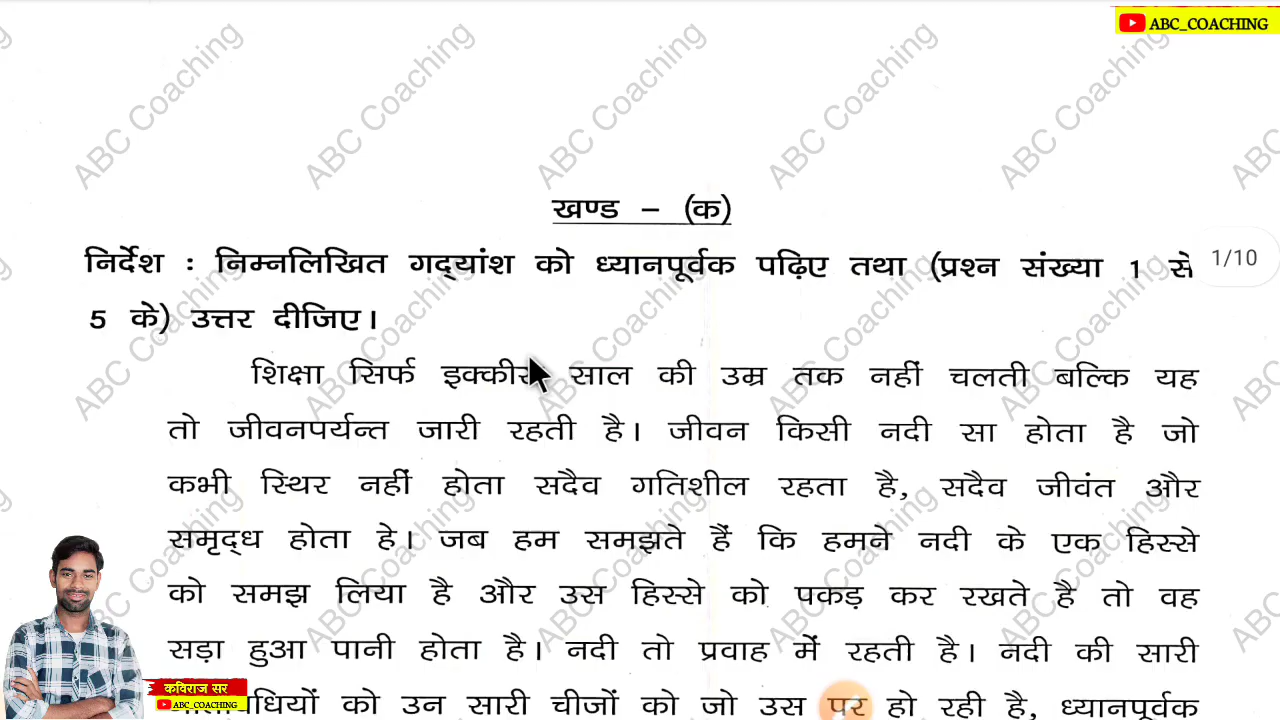 ABC_COACHING
खण्ड – (क)
निर्देश : निम्नलिखित गद्यांश को ध्यानपूर्वक पढ़िए तथा (प्रश्न संख्या 1 से
1/10
5 के) उत्तर दीजिए।
शिक्षा सिर्फ साल की उम्र तक नहीं चलती बल्कि यह
तो जीवनपर्यन्त जारी रहती है। जीवन किसी नदी सा होता है जो
कभी स्थिर नहीं होता सदैव गतिशील रहता है, सदैव जीवंत और
समृद्ध होता हे। जब हम समझते हैं कि हमने नदी के एक हिस्से
को समझ लिया है और उस हिस्से को पकड़ कर रखते है तो वह
सड़ा हुआ पानी होता है। नदी तो प्रवाह में रहती है। नदी की सारी
को उन सारी चीजों को जो उस पर हो रही है, ध्यानपूर्वक
कविराज सर
ABC_COACHING
ABC Coaching